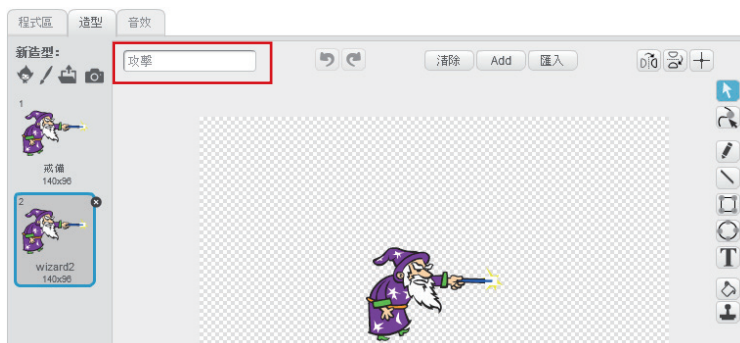 程式區 造型 音效
新造型:
攻擊
清除 Add 匯入
1
戒備
140x96
2
wizard2
140x96
T